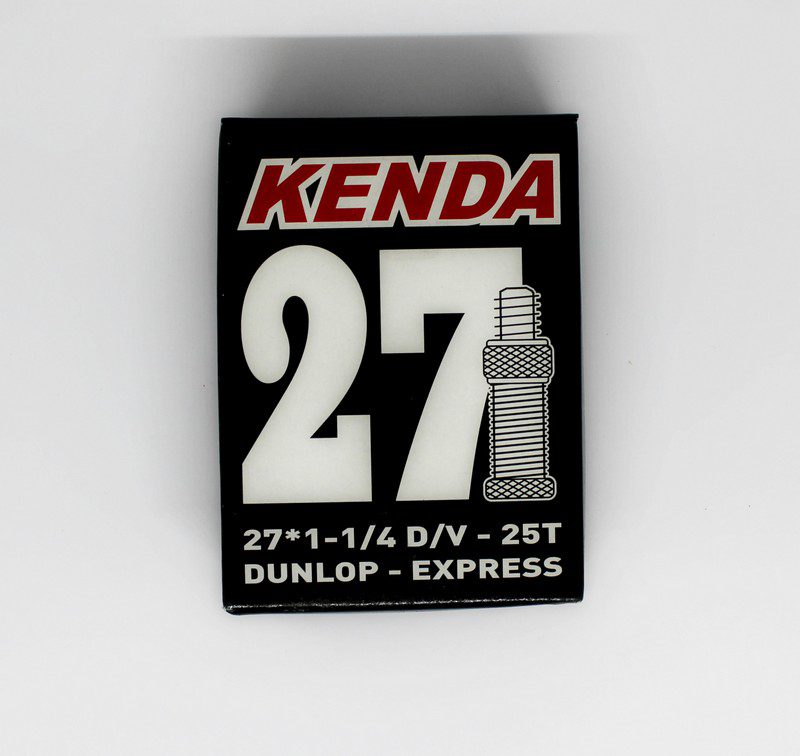 KENDA
27
27*1-1/4 D/V - 25T
DUNLOP - EXPRESS